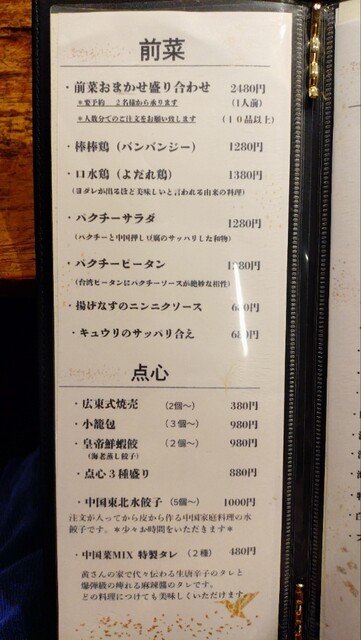 前菜
・前菜おまかせ盛り合わせ 2480円
＊要予約 2名様から承ります (1人前)
＊人数分でのご注文をお願い致します (１０品以上)
・棒棒鶏（バンバンジー） 1280円
・口水鶏（よだれ鶏） 1380円
(ヨダレが出るほど美味しいと言われる由来の料理)
・パクチーサラダ 1280円
(パクチーと中国押し豆腐のサッパリした和物)
・パクチーピータン
(台湾ピータンにパクチーソースが絶妙な相性)
・揚げなすのニンニクソース
・キュウリのサッパリ合え
点心
・広東式焼売 (2個～) 380円
・小籠包 (３個～) 980円
・皇帝鮮蝦餃 (２個～) 980円
(海老蒸し餃子)
・点心３種盛り 880円
・中国東北水餃子 (5個～) 1000円
注文が入ってから皮から作る中国家庭料理の水
餃子です。＊少々お時間をいただきます＊
・中国菜MIX 特製タレ （２種） 480円
黄さんの家で代々伝わる生唐辛子のタレと
爆弾級の痺れる麻辣醤のタレです。
どの料理につけても美味しくいただけます。